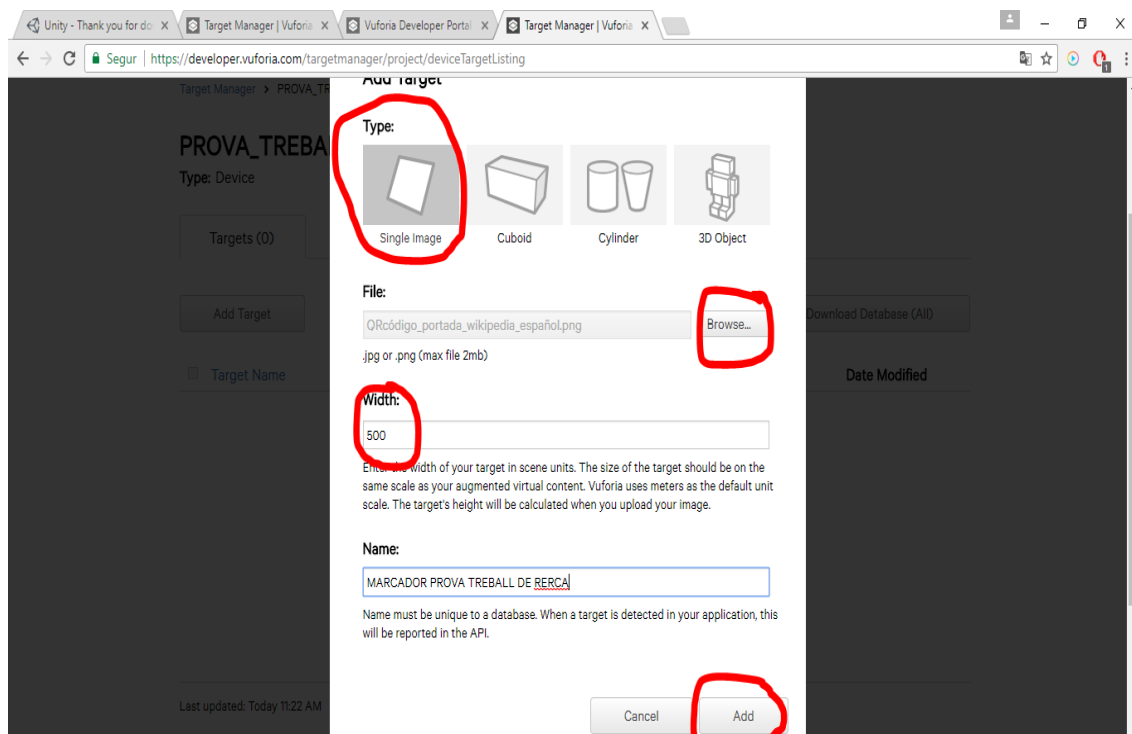 Unity - Thank you for do
Target Manager | Vuforia
Vuforia Developer Portal
Target Manager | Vuforia
Segur | https://developer.vuforia.com/targetmanager/project/deviceTargetListing
1
Target Manager > PROVA_TR
Add Target
PROVA_TREBA
Type: Device
Type:
Targets (0)
Single Image Cuboid Cylinder 3D Object
File:
Add Target
QRcódigo_portada_wikipedia_español.png Browse...
Download Database (All)
.jpg or .png (max file 2mb)
Target Name
Date Modified
Width:
500
Enter the width of your target in scene units. The size of the target should be on the
same scale as your augmented virtual content. Vuforia uses meters as the default unit
scale. The target's height will be calculated when you upload your image.
Name:
MARCADOR PROVA TREBALL DE RERCA
Name must be unique to a database. When a target is detected in your application, this
will be reported in the API.
Last updated: Today 11:22 AM
Cancel Add